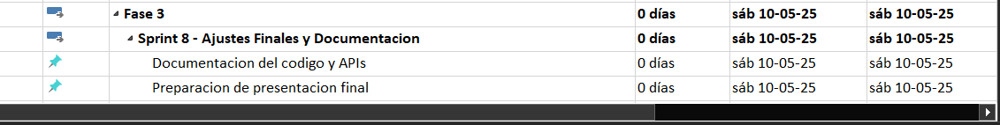 Fase 3 0 días sáb 10-05-25 sáb 10-05-25
Sprint 8 - Ajustes Finales y Documentacion 0 días sáb 10-05-25 sáb 10-05-25
Documentacion del codigo y APIs 0 días sáb 10-05-25 sáb 10-05-25
Preparacion de presentacion final 0 días sáb 10-05-25 sáb 10-05-25